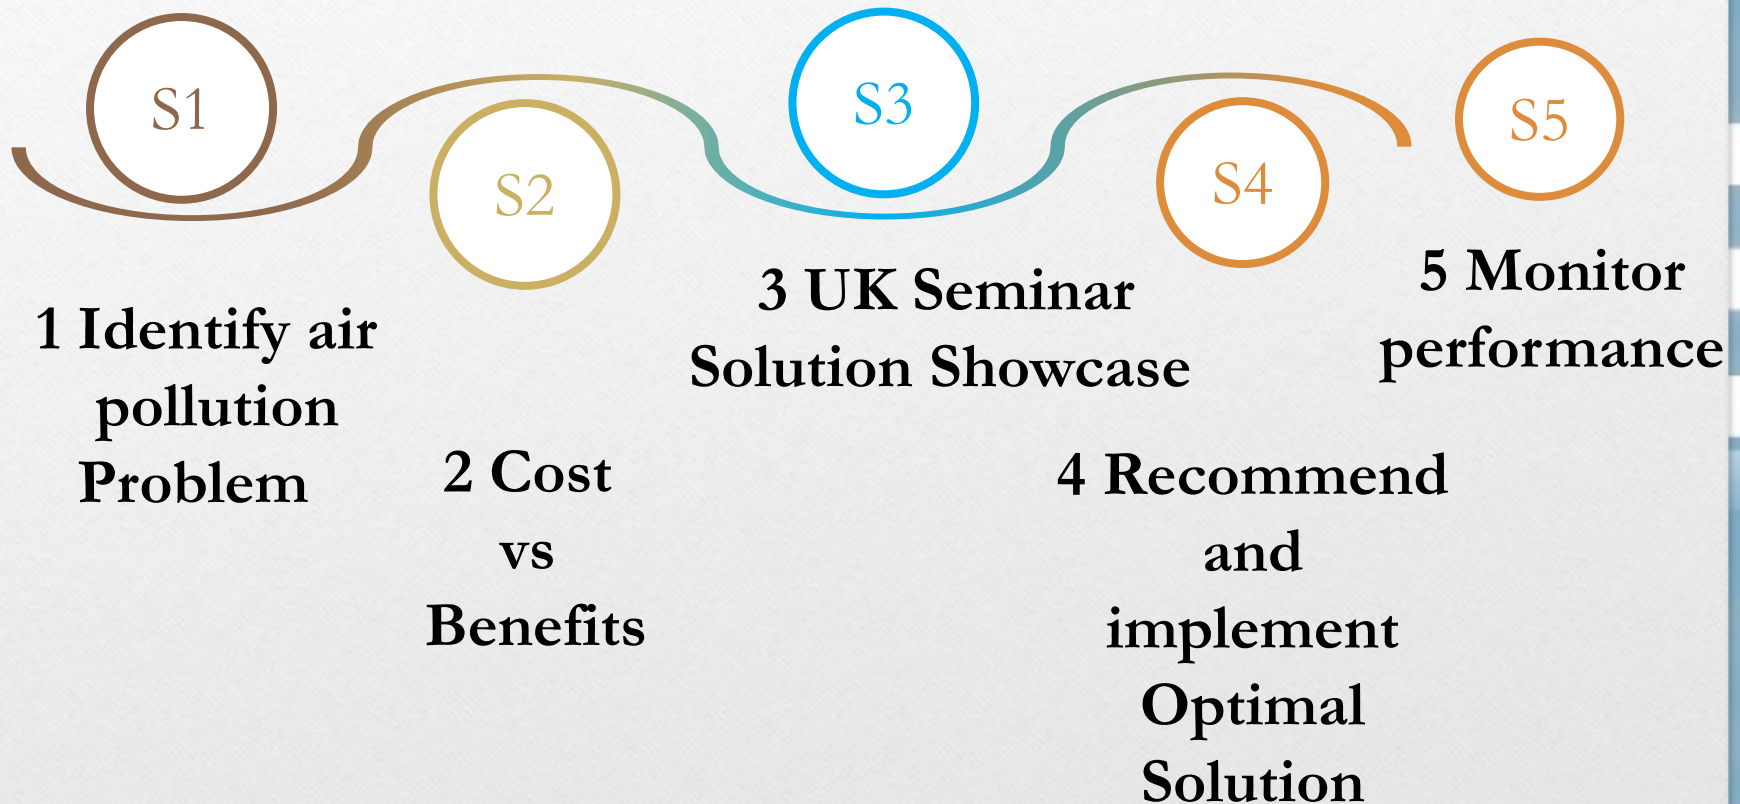 S1
S2
S3
S4
S5
1 Identify air
pollution
Problem
2 Cost
vs
Benefits
3 UK Seminar
Solution Showcase
4 Recommend
and
implement
Optimal
Solution
5 Monitor
performance